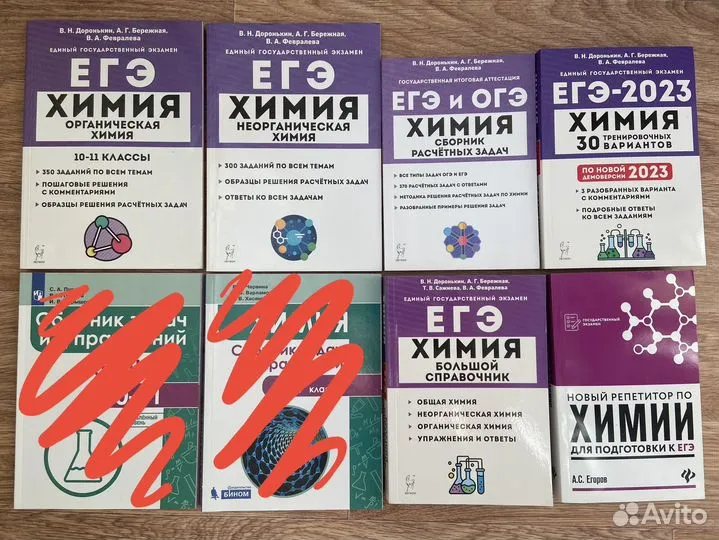 В. Н. Доронькин, А. Г. Бережная,
В. А. Февралева
ЕДИНЫЙ ГОСУДАРСТВЕННЫЙ ЭКЗАМЕН
ЕГЭ
ХИМИЯ
ОРГАНИЧЕСКАЯ
ХИМИЯ
10-11 КЛАССЫ
• 350 ЗАДАНИЙ ПО ВСЕМ ТЕМАМ
• ПОШАГОВЫЕ РЕШЕНИЯ
С КОММЕНТАРИЯМИ
• ОБРАЗЦЫ РЕШЕНИЯ РАСЧЁТНЫХ ЗАДАЧ
В. Н. Доронькин, А. Г. Бережная,
В. А. Февралева
ЕДИНЫЙ ГОСУДАРСТВЕННЫЙ ЭКЗАМЕН
ЕГЭ
ХИМИЯ
НЕОРГАНИЧЕСКАЯ
ХИМИЯ
• 300 ЗАДАНИЙ ПО ВСЕМ ТЕМАМ
• ОБРАЗЦЫ РЕШЕНИЯ РАСЧЁТНЫХ ЗАДАЧ
• ОТВЕТЫ КО ВСЕМ ЗАДАЧАМ
В. Н. Доронькин, А. Г. Бережная,
В. А. Февралева
ГОСУДАРСТВЕННАЯ ИТОГОВАЯ АТТЕСТАЦИЯ
ЕГЭ И ОГЭ
ХИМИЯ
СБОРНИК
РАСЧЁТНЫХ ЗАДАЧ
• ВСЕ ТИПЫ ЗАДАЧ ОГЭ И ЕГЭ
• 370 РАСЧЁТНЫХ ЗАДАЧ С ОТВЕТАМИ
• МЕТОДИКА РЕШЕНИЯ РАСЧЁТНЫХ ЗАДАЧ ПО ХИМИИ
• РАЗОБРАННЫЕ ПРИМЕРЫ РЕШЕНИЯ ЗАДАЧ
В. Н. Доронькин, А. Г. Бережная,
В. А. Февралева
ЕДИНЫЙ ГОСУДАРСТВЕННЫЙ ЭКЗАМЕН
ЕГЭ-2023
ХИМИЯ
30 ТРЕНИРОВОЧНЫХ
ВАРИАНТОВ
ПО НОВОЙ ДЕМОВЕРСИИ 2023
• 3 РАЗОБРАННЫХ ВАРИАНТА
С КОММЕНТАРИЯМИ
• ПОДРОБНЫЕ ОТВЕТЫ
КО ВСЕМ ЗАДАНИЯМ
С. А.
ХИМИЯ
издательство
БИНОМ
В. Н. Доронькин, А. Г. Бережная,
Т. В. Сажнева, В. А. Февралева
ЕДИНЫЙ ГОСУДАРСТВЕННЫЙ ЭКЗАМЕН
ЕГЭ
ХИМИЯ
БОЛЬШОЙ
СПРАВОЧНИК
• ОБЩАЯ ХИМИЯ
• НЕОРГАНИЧЕСКАЯ ХИМИЯ
• ОРГАНИЧЕСКАЯ ХИМИЯ
• УПРАЖНЕНИЯ И ОТВЕТЫ
ГОСУДАРСТВЕННЫЙ
ЭКЗАМЕН
НОВЫЙ РЕПЕТИТОР ПО
ХИМИИ
ДЛЯ ПОДГОТОВКИ К ЕГЭ
А.С. Егоров
Avito